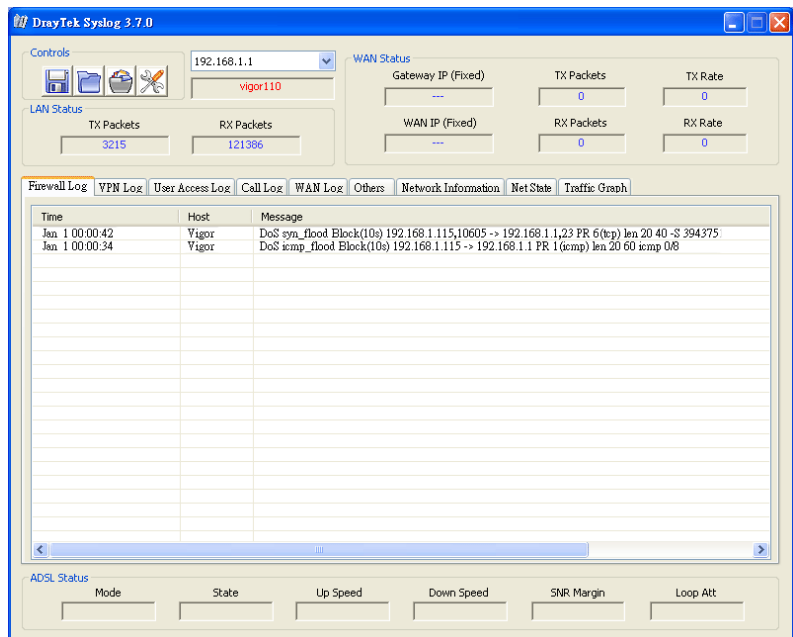 DrayTek Syslog 3.7.0
Controls
192.168.1.1
vigor110
LAN Status
TX Packets
RX Packets
3215
121386
WAN Status
Gateway IP (Fixed)
TX Packets
TX Rate
---
0
0
WAN IP (Fixed)
RX Packets
RX Rate
---
0
0
Firewall Log
VPN Log
User Access Log
Call Log
WAN Log
Others
Network Information
Net State
Traffic Graph
Time
Host
Message
Jan 1 00:00:42 Vigor DoS syn_flood Block(10s) 192.168.1.115,10605 -> 192.168.1.1,23 PR 6(tcp) len 20 40 -S 394375
Jan 1 00:00:34 Vigor DoS icmp_flood Block(10s) 192.168.1.115 -> 192.168.1.1 PR 1(icmp) len 20 60 icmp 0/8
ADSL Status
Mode
State
Up Speed
Down Speed
SNR Margin
Loop Att